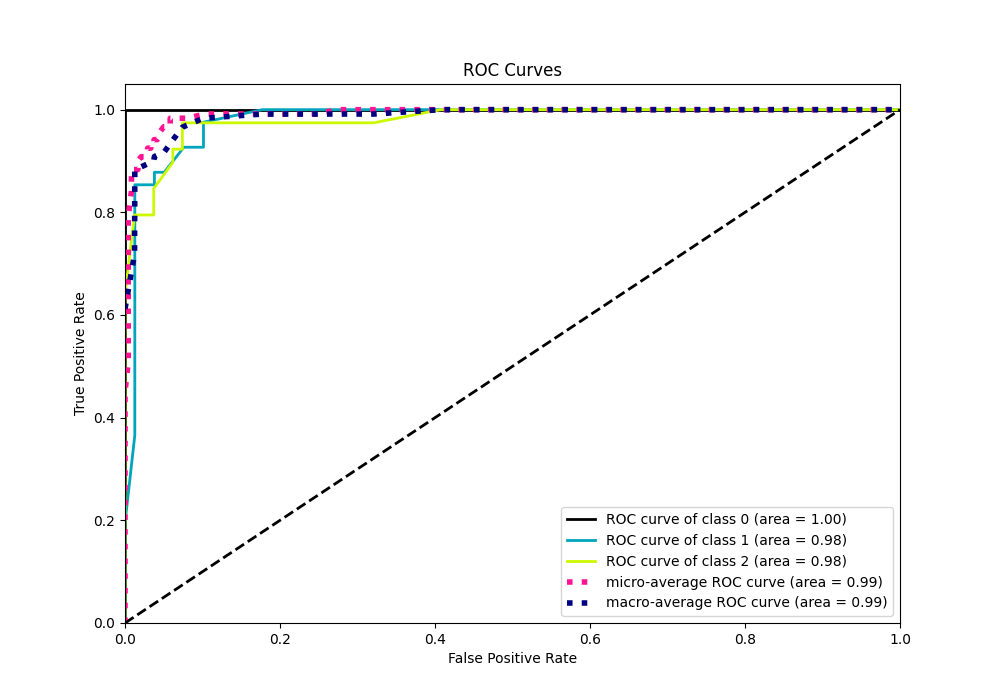 ROC Curves
1.0
0.8
0.6
0.4
0.2
0.0
True Positive Rate
0.0 0.2 0.4 0.6 0.8 1.0
False Positive Rate
ROC curve of class 0 (area = 1.00)
ROC curve of class 1 (area = 0.98)
ROC curve of class 2 (area = 0.98)
micro-average ROC curve (area = 0.99)
macro-average ROC curve (area = 0.99)